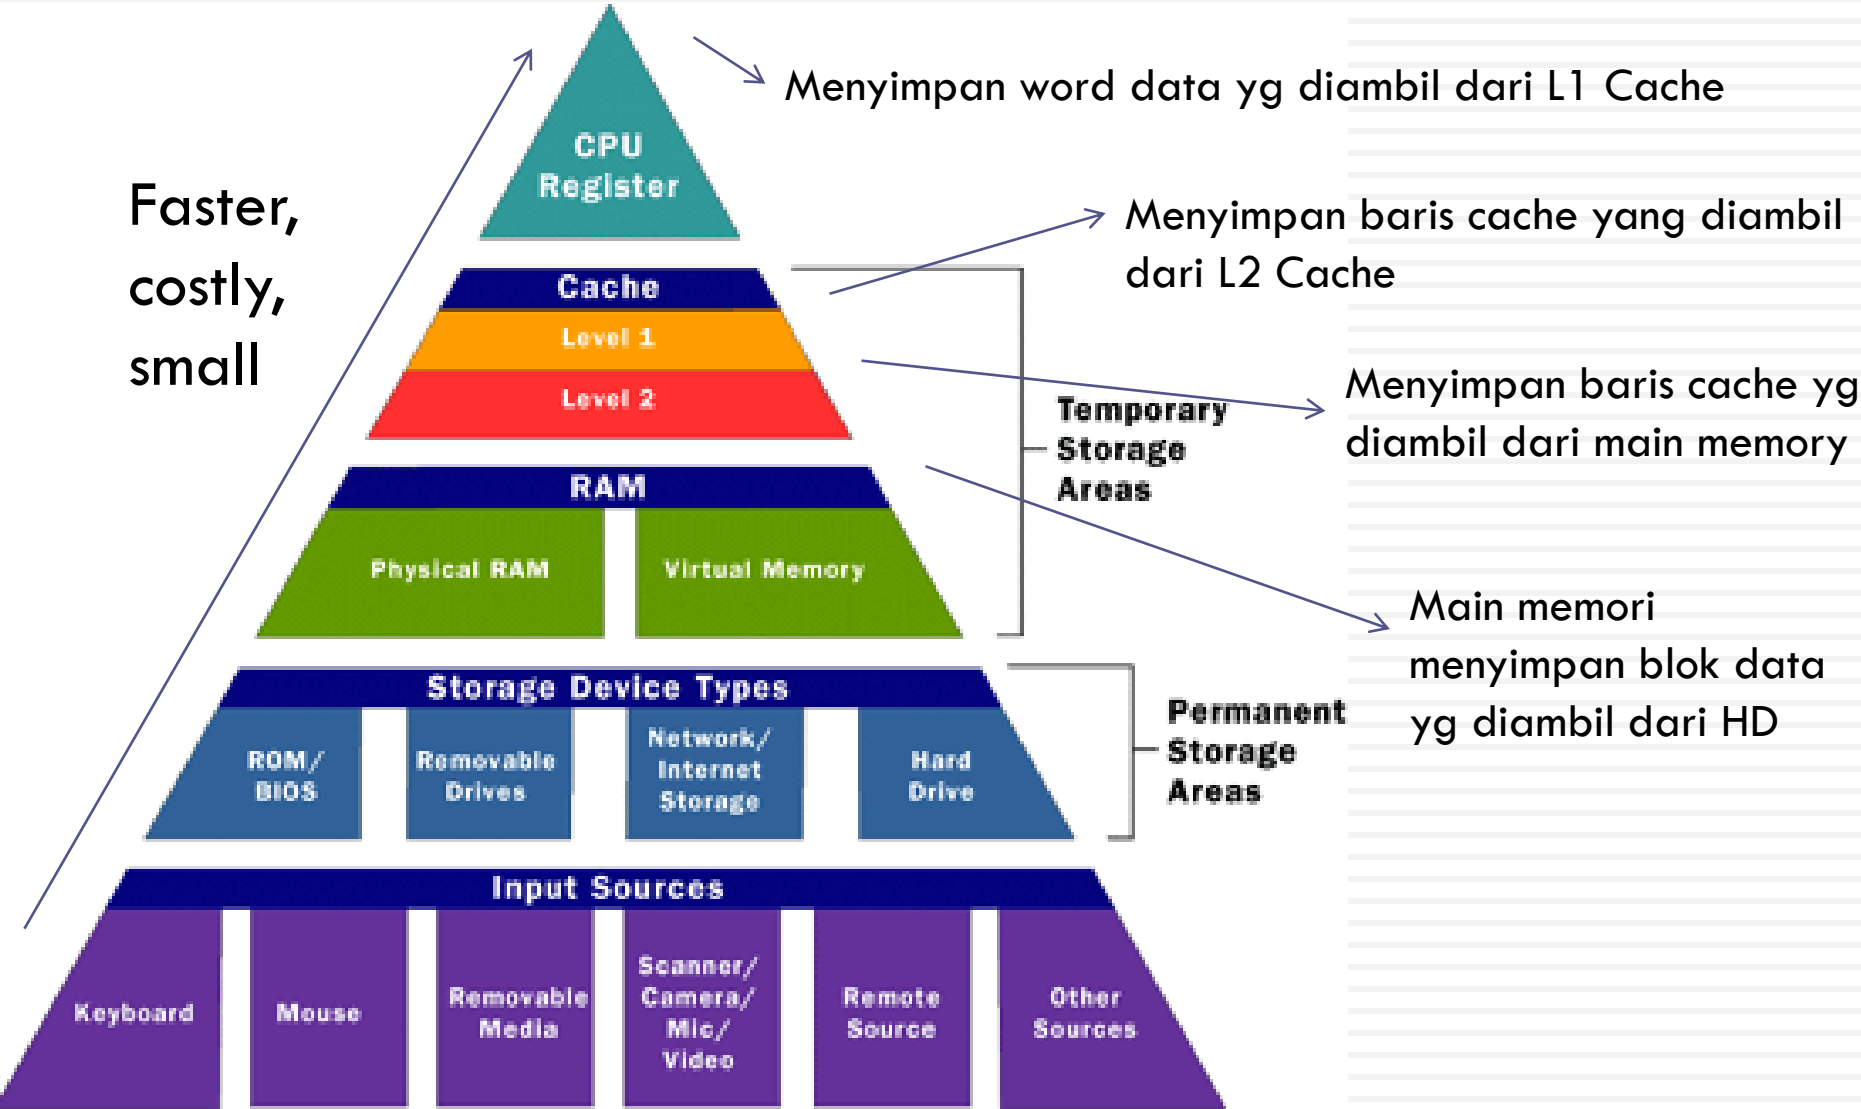 CPU
Register
Menyimpan word data yg diambil dari L1 Cache
Faster,
costly,
small
Menyimpan baris cache yang diambil
dari L2 Cache
Cache
Level 1
Level 2
Menyimpan baris cache yg
diambil dari main memory
Temporary
Storage
Areas
RAM
Physical RAM
Virtual Memory
Main memori
menyimpan blok data
yg diambil dari HD
Storage Device Types
ROM/
BIOS
Removable
Drives
Network/
Internet
Storage
Hard
Drive
Permanent
Storage
Areas
Input Sources
Keyboard
Mouse
Removable
Media
Scanner/
Camera/
Mic/
Video
Remote
Source
Other
Sources